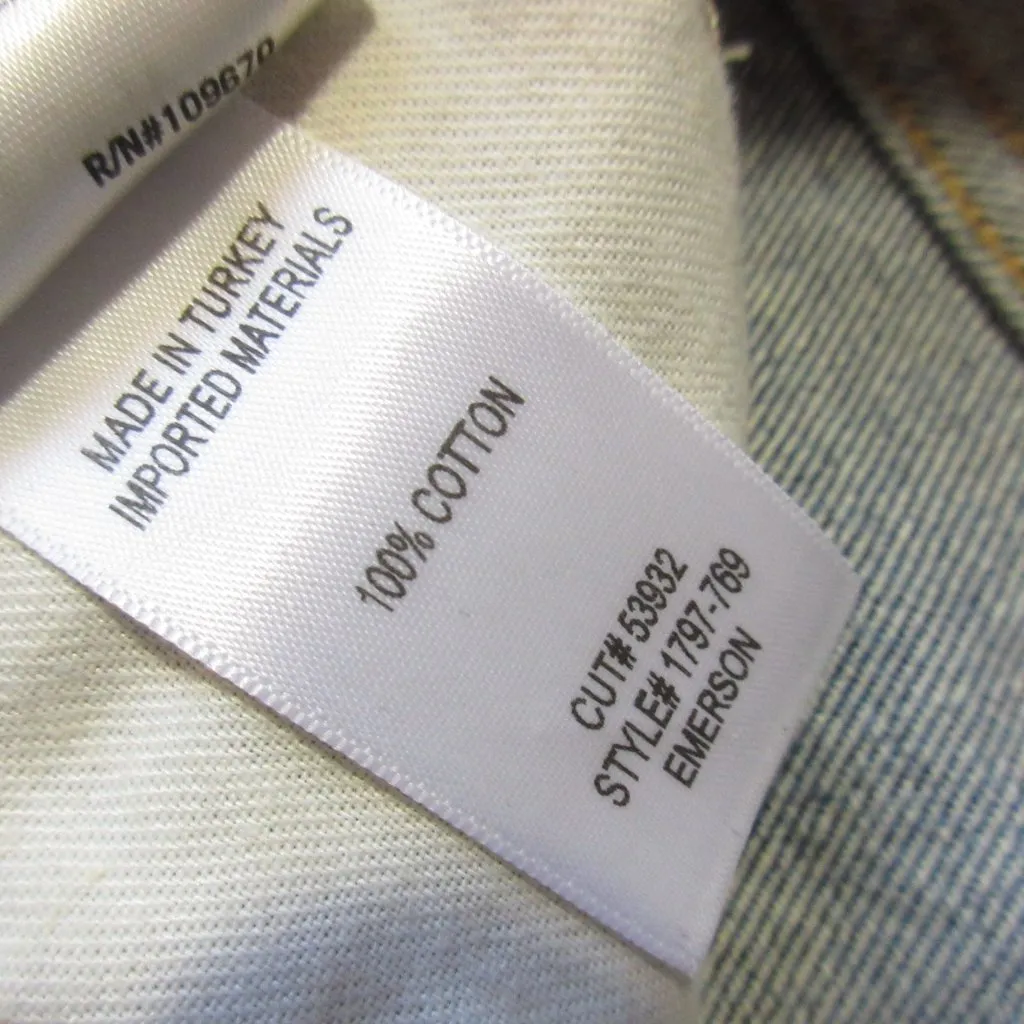 R/N#109670
MADE IN TURKEY
IMPORTED MATERIALS
100% COTTON
CUT# 53932
STYLE# 1797-769
EMERSON